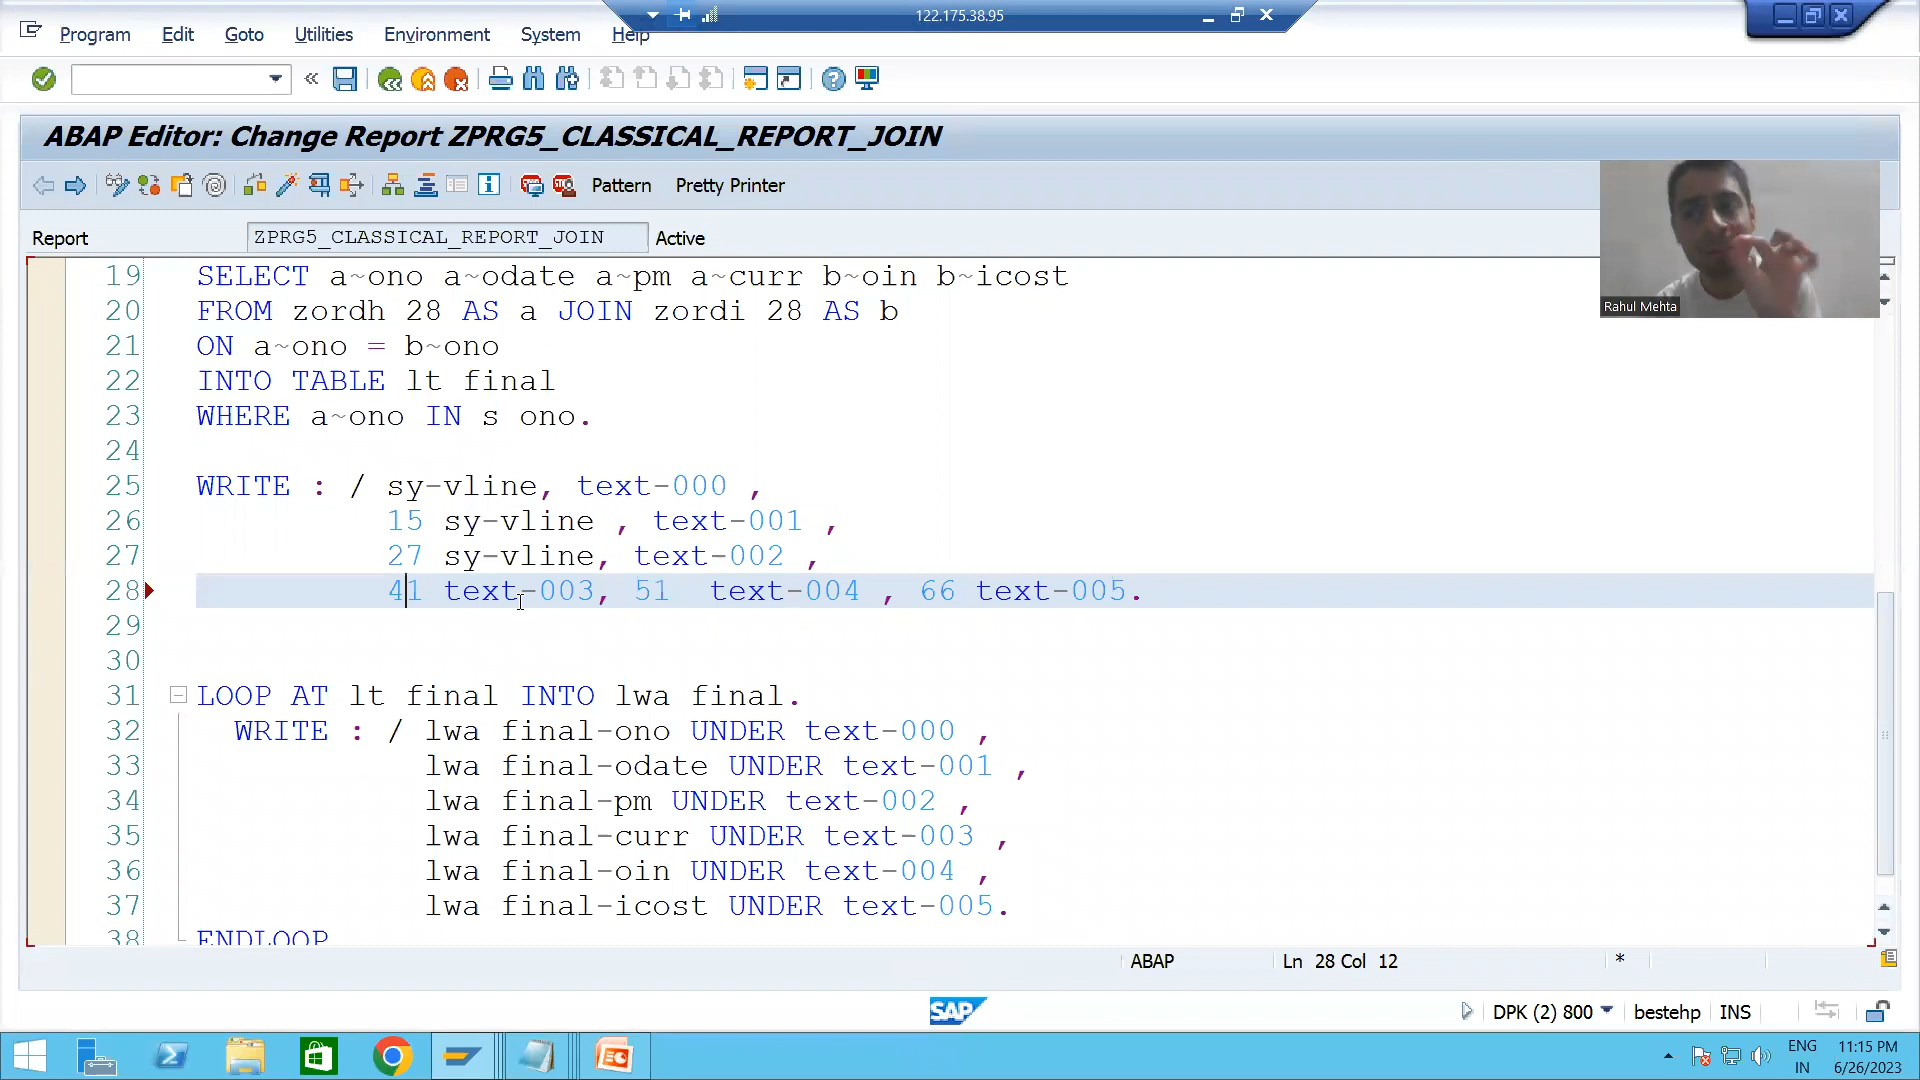 122.175.38.95
Program Edit Goto Utilities Environment System Help
ABAP Editor: Change Report ZPRG5_CLASSICAL_REPORT_JOIN
Pattern Pretty Printer
Report ZPRG5_CLASSICAL_REPORT_JOIN Active
Rahul Mehta
19 SELECT a~ono a~odate a~pm a~curr b~oin b~icost
20 FROM zordh 28 AS a JOIN zordi 28 AS b
21 ON a~ono = b~ono
22 INTO TABLE lt final
23 WHERE a~ono IN s ono.
24
25 WRITE : / sy-vline, text-000 ,
26 15 sy-vline , text-001 ,
27 27 sy-vline, text-002 ,
28 41 text-003, 51 text-004 , 66 text-005.
29
30
31 LOOP AT lt final INTO lwa final.
32 WRITE : / lwa final-ono UNDER text-000 ,
33 lwa final-odate UNDER text-001 ,
34 lwa final-pm UNDER text-002 ,
35 lwa final-curr UNDER text-003 ,
36 lwa final-oin UNDER text-004 ,
37 lwa final-icost UNDER text-005.
38 ENDLOOP
ABAP Ln 28 Col 12 *
SAP DPK (2) 800 bestehp INS
ENG 11:15 PM
IN 6/26/2023